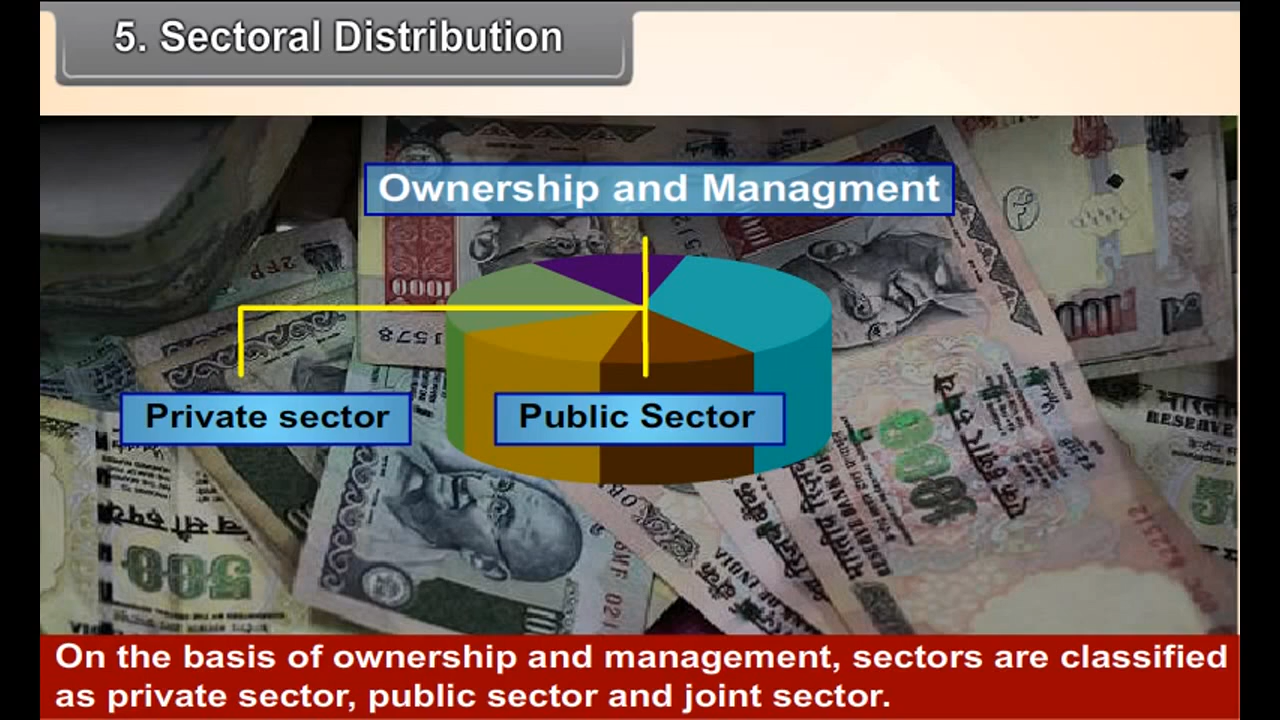 5. Sectoral Distribution
Ownership and Managment
Private sector
Public Sector
On the basis of ownership and management, sectors are classified
as private sector, public sector and joint sector.